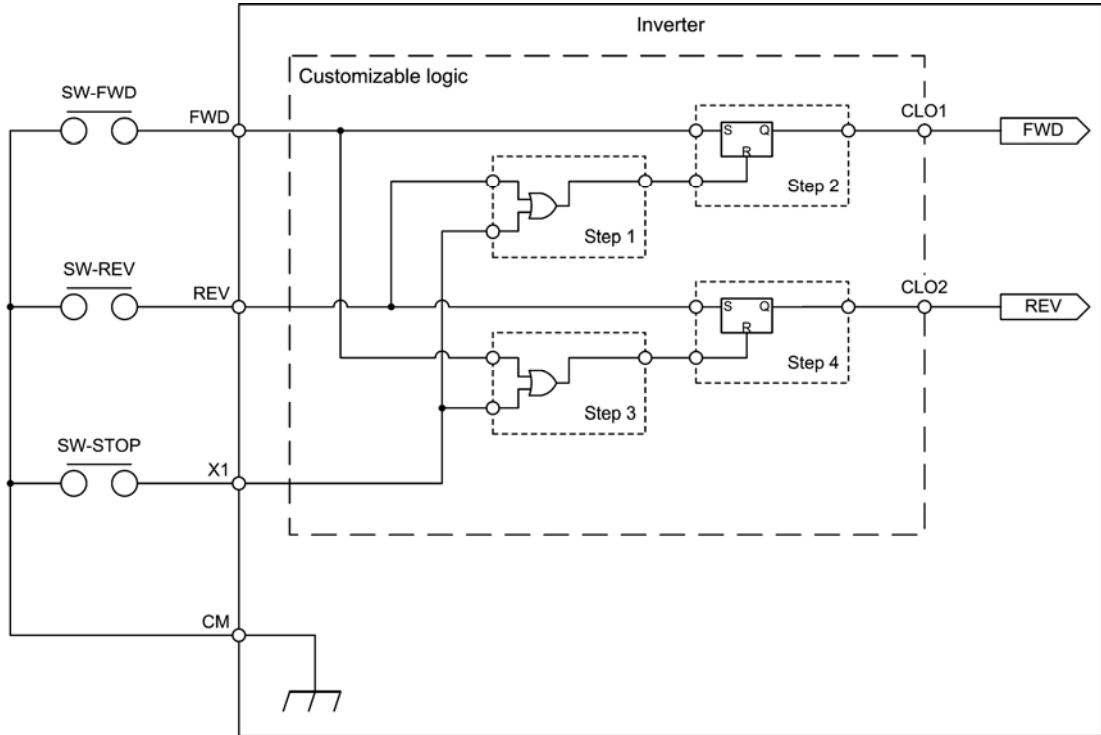 Inverter
Customizable logic
SW-FWD
FWD
S Q
R
Step 2
CLO1
FWD
Step 1
SW-REV
REV
S Q
R
Step 4
CLO2
REV
Step 3
SW-STOP
X1
CM